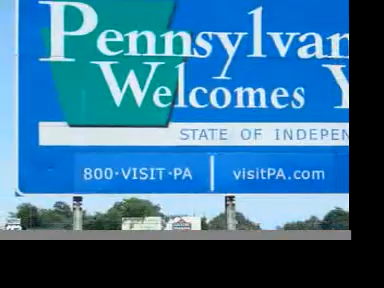 Pennsylvan
Welcomes Y
STATE OF INDEPEN
800·VISIT·PA visitPA.com